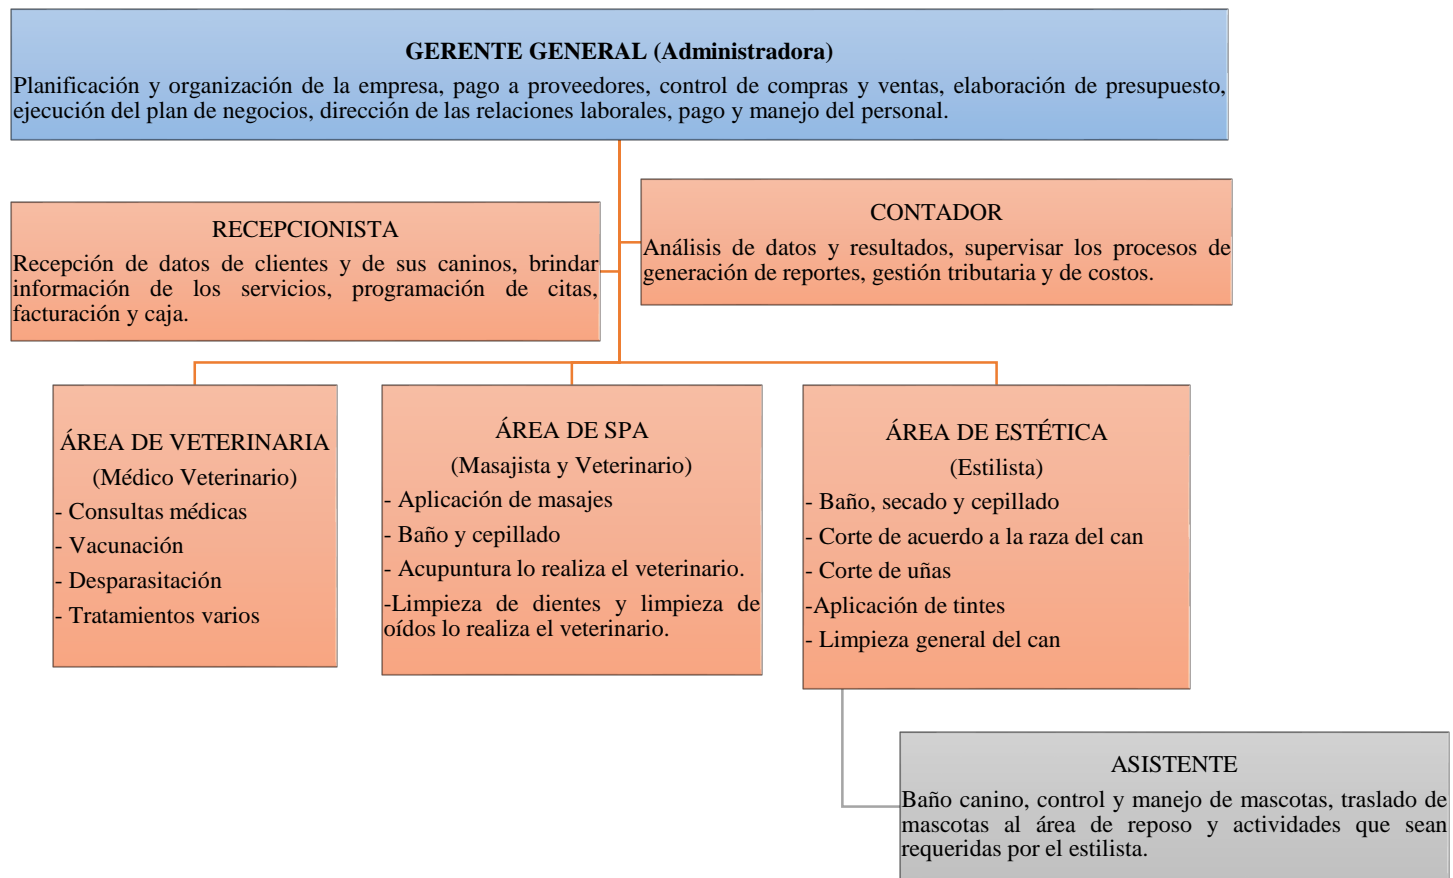 GERENTE GENERAL (Administradora)
Planificación y organización de la empresa, pago a proveedores, control de compras y ventas, elaboración de presupuesto,
ejecución del plan de negocios, dirección de las relaciones laborales, pago y manejo del personal.
RECEPCIONISTA
Recepción de datos de clientes y de sus caninos, brindar
información de los servicios, programación de citas,
facturación y caja.
CONTADOR
Análisis de datos y resultados, supervisar los procesos de
generación de reportes, gestión tributaria y de costos.
ÁREA DE VETERINARIA
(Médico Veterinario)
- Consultas médicas
- Vacunación
- Desparasitación
- Tratamientos varios
ÁREA DE SPA
(Masajista y Veterinario)
- Aplicación de masajes
- Baño y cepillado
- Acupuntura lo realiza el veterinario.
-Limpieza de dientes y limpieza de
oídos lo realiza el veterinario.
ÁREA DE ESTÉTICA
(Estilista)
- Baño, secado y cepillado
- Corte de acuerdo a la raza del can
- Corte de uñas
-Aplicación de tintes
- Limpieza general del can
ASISTENTE
Baño canino, control y manejo de mascotas, traslado de
mascotas al área de reposo y actividades que sean
requeridas por el estilista.